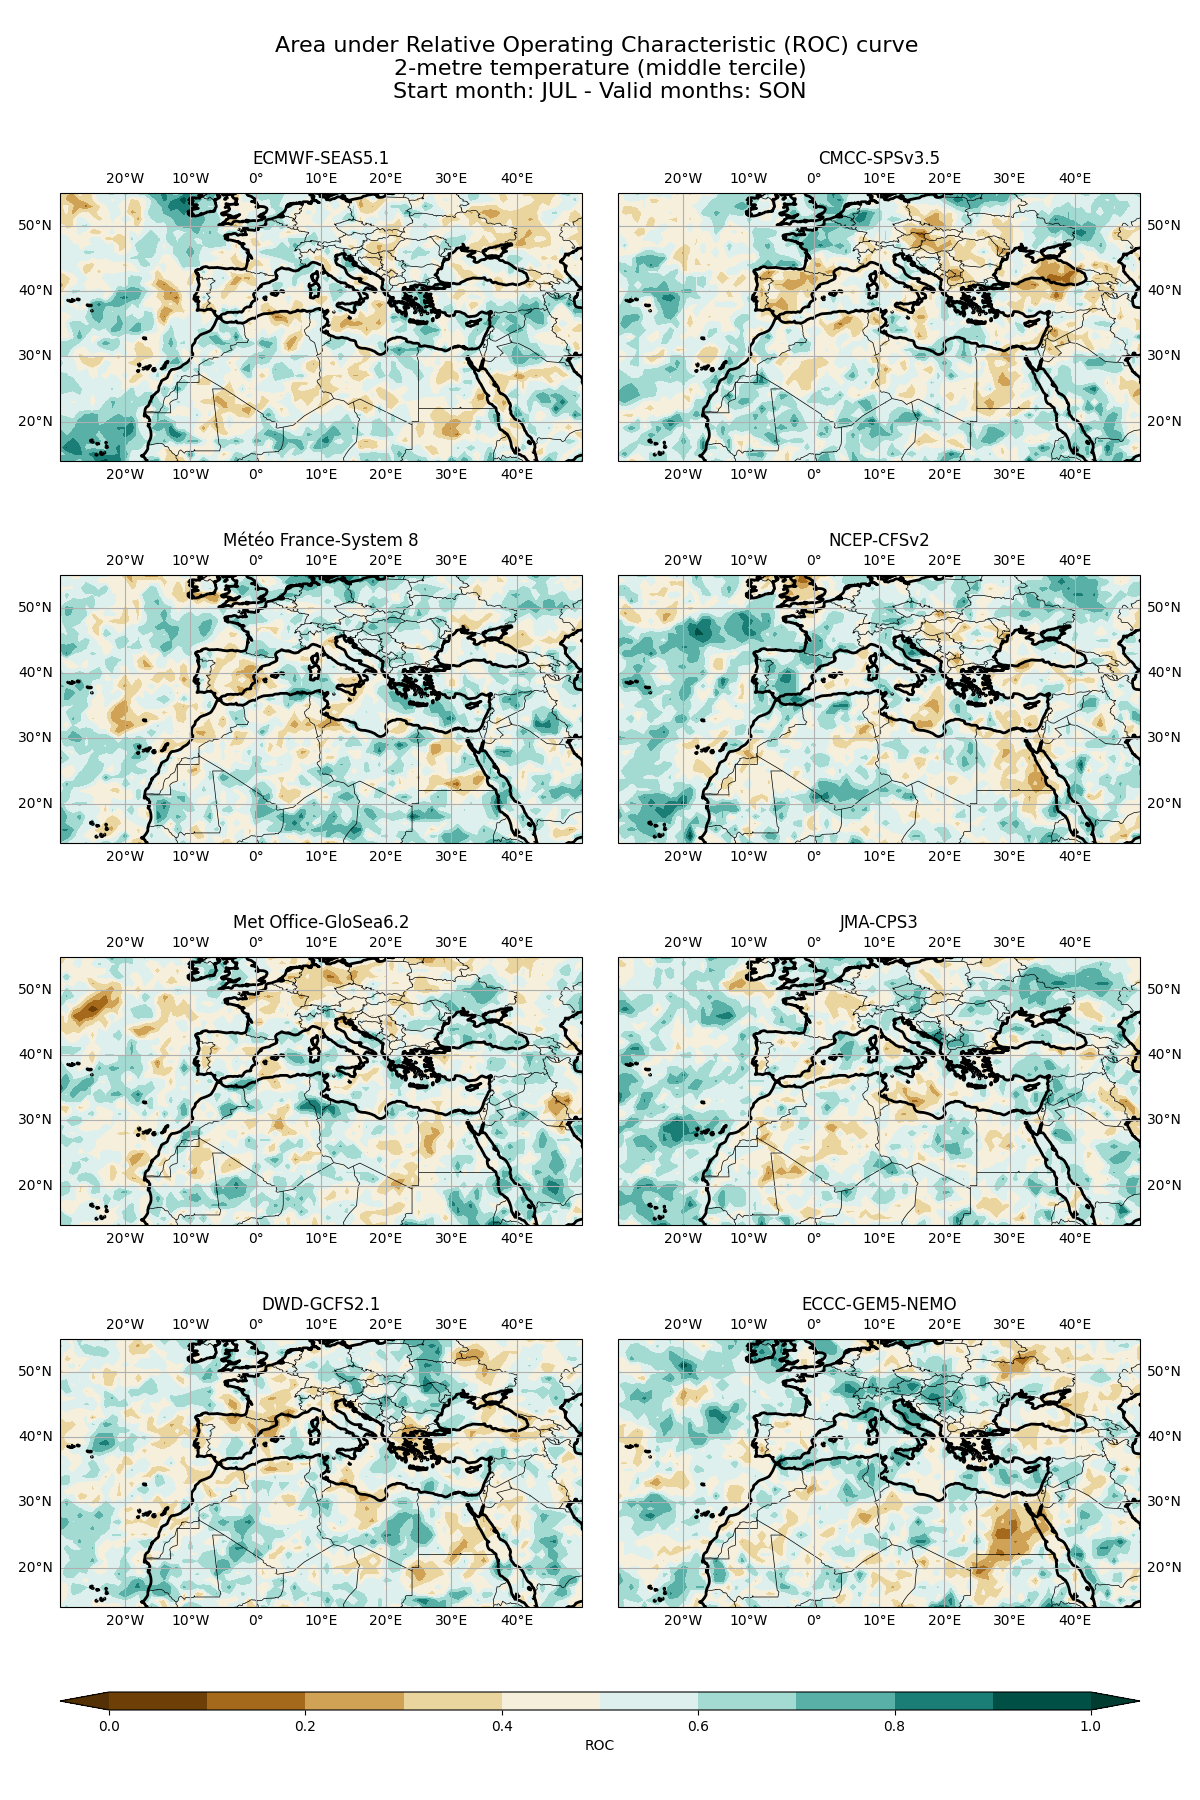 Area under Relative Operating Characteristic (ROC) curve
2-metre temperature (middle tercile)
Start month: JUL - Valid months: SON
ECMWF-SEAS5.1
CMCC-SPSv3.5
20°W 10°W 0° 10°E 20°E 30°E 40°E
20°W 10°W 0° 10°E 20°E 30°E 40°E
50°N
50°N
40°N
40°N
30°N
30°N
20°N
20°N
20°W 10°W 0° 10°E 20°E 30°E 40°E
20°W 10°W 0° 10°E 20°E 30°E 40°E
Météo France-System 8
NCEP-CFSv2
20°W 10°W 0° 10°E 20°E 30°E 40°E
20°W 10°W 0° 10°E 20°E 30°E 40°E
50°N
50°N
40°N
40°N
30°N
30°N
20°N
20°N
20°W 10°W 0° 10°E 20°E 30°E 40°E
20°W 10°W 0° 10°E 20°E 30°E 40°E
Met Office-GloSea6.2
JMA-CPS3
20°W 10°W 0° 10°E 20°E 30°E 40°E
20°W 10°W 0° 10°E 20°E 30°E 40°E
50°N
50°N
40°N
40°N
30°N
30°N
20°N
20°N
20°W 10°W 0° 10°E 20°E 30°E 40°E
20°W 10°W 0° 10°E 20°E 30°E 40°E
DWD-GCFS2.1
ECCC-GEM5-NEMO
20°W 10°W 0° 10°E 20°E 30°E 40°E
20°W 10°W 0° 10°E 20°E 30°E 40°E
50°N
50°N
40°N
40°N
30°N
30°N
20°N
20°N
20°W 10°W 0° 10°E 20°E 30°E 40°E
20°W 10°W 0° 10°E 20°E 30°E 40°E
0.0 0.2 0.4 0.6 0.8 1.0
ROC